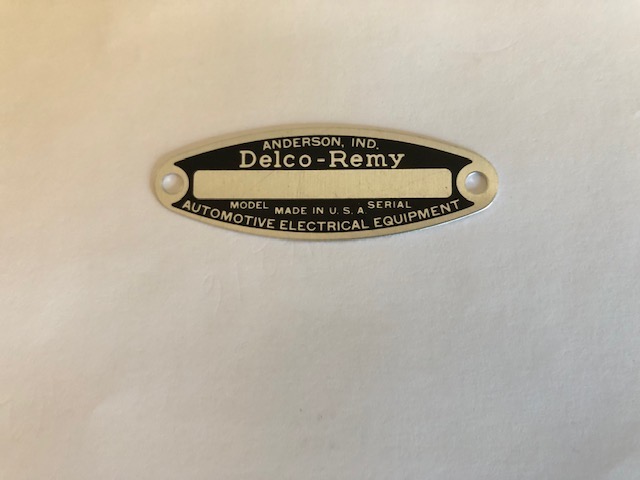 ANDERSON, IND.
Delco-Remy
MODEL MADE IN U. S. A. SERIAL
AUTOMOTIVE ELECTRICAL EQUIPMENT